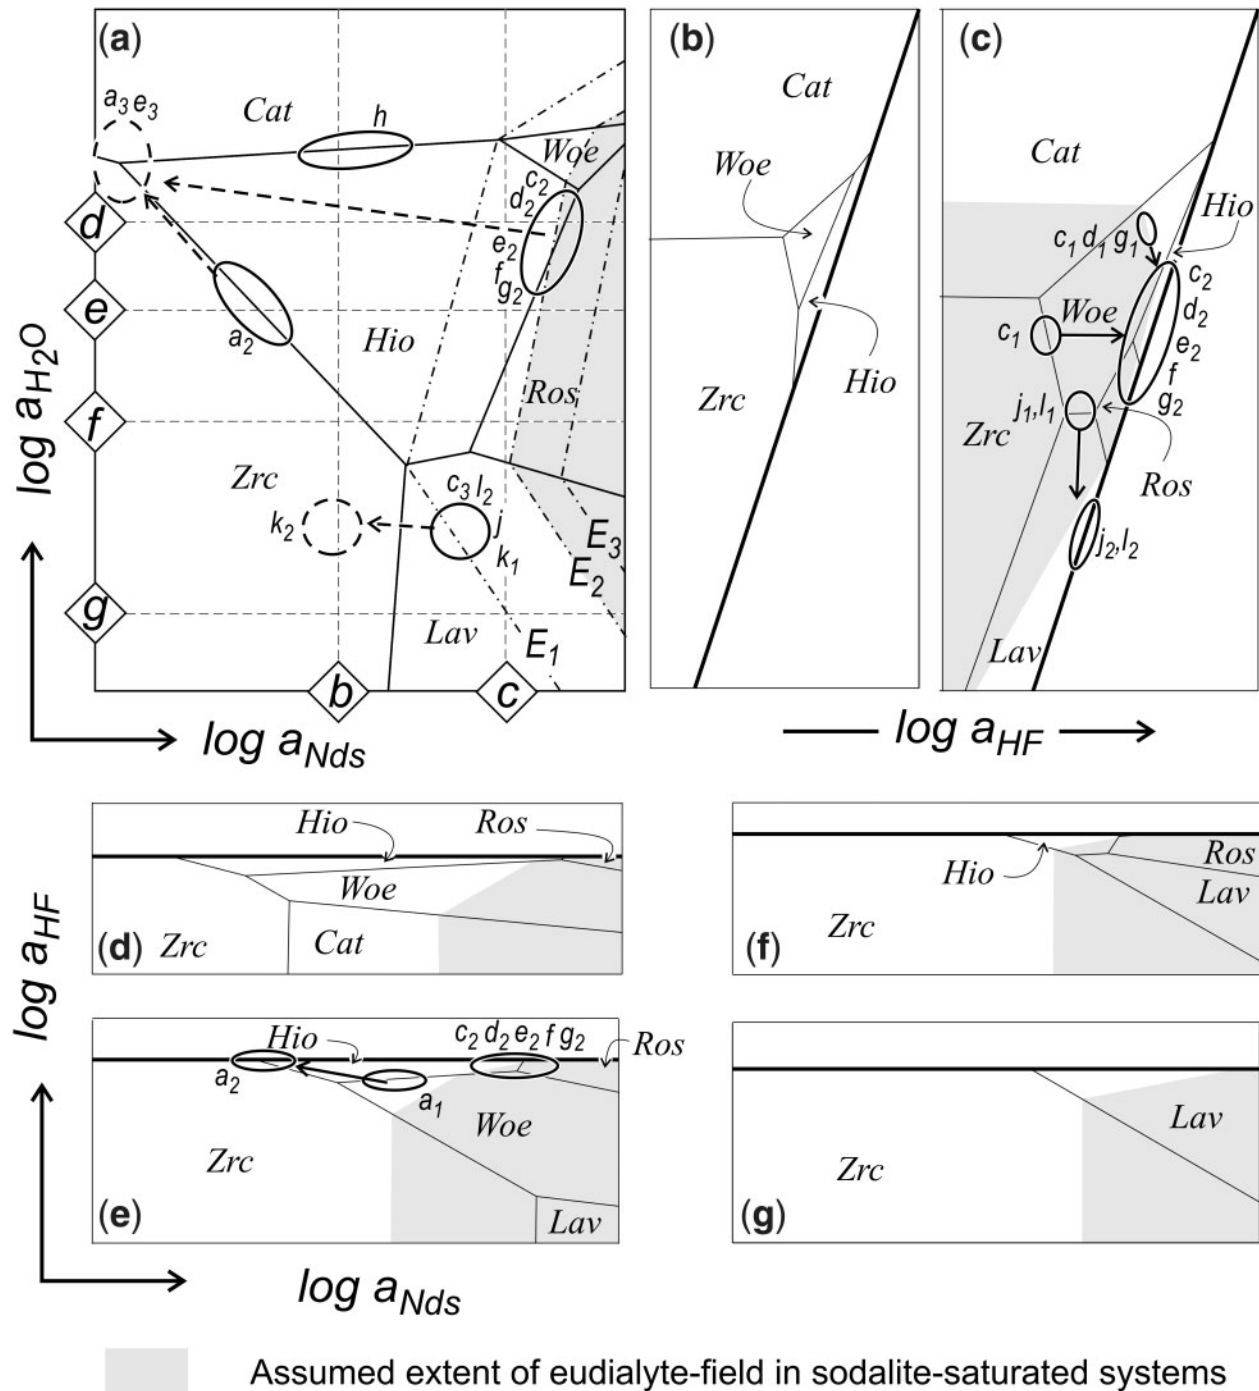 (a)
a3 e3
Cat
h
Woe
c2
d2
d
e2
f
g2
e
a2
Hio
Ros
f
Zrc
c3 l2
k2
j
k1
E3
E2
g
Lav
E1
b
c
log aH2O
log aNds
(b)
Cat
Woe
Zrc
Hio
(c)
Cat
Hio
c1 d1 g1
c2
c1
Woe
d2
e2
j1,l1
f
g2
Zrc
Ros
j2,l2
Lav
log aHF
Hio
Ros
Woe
(d)
Zrc
Cat
log aHF
Hio
Ros
Lav
Zrc
(f)
Hio
c2 d2 e2 f g2
Ros
a2
a1
Woe
Zrc
(e)
Lav
Lav
Zrc
(g)
log aNds
Assumed extent of eudialyte-field in sodalite-saturated systems